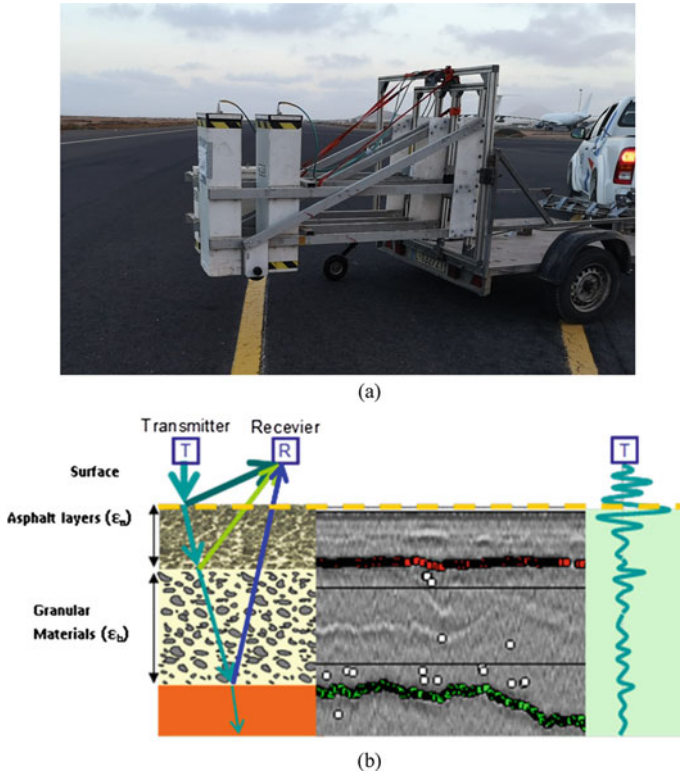 (a)
Transmitter Recevier
T R T
Surface
Asphalt layers (εa)
Granular
Materials (εb)
(b)